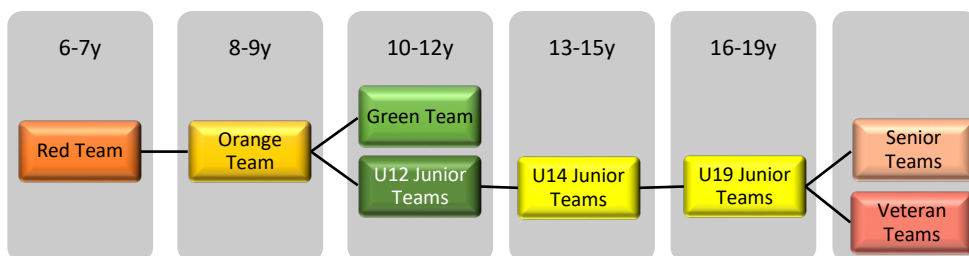 6-7y
8-9y
10-12y
13-15y
16-19y
Red Team
Orange
Team
Green Team
U12 Junior
Teams
U14 Junior
Teams
U19 Junior
Teams
Senior
Teams
Veteran
Teams